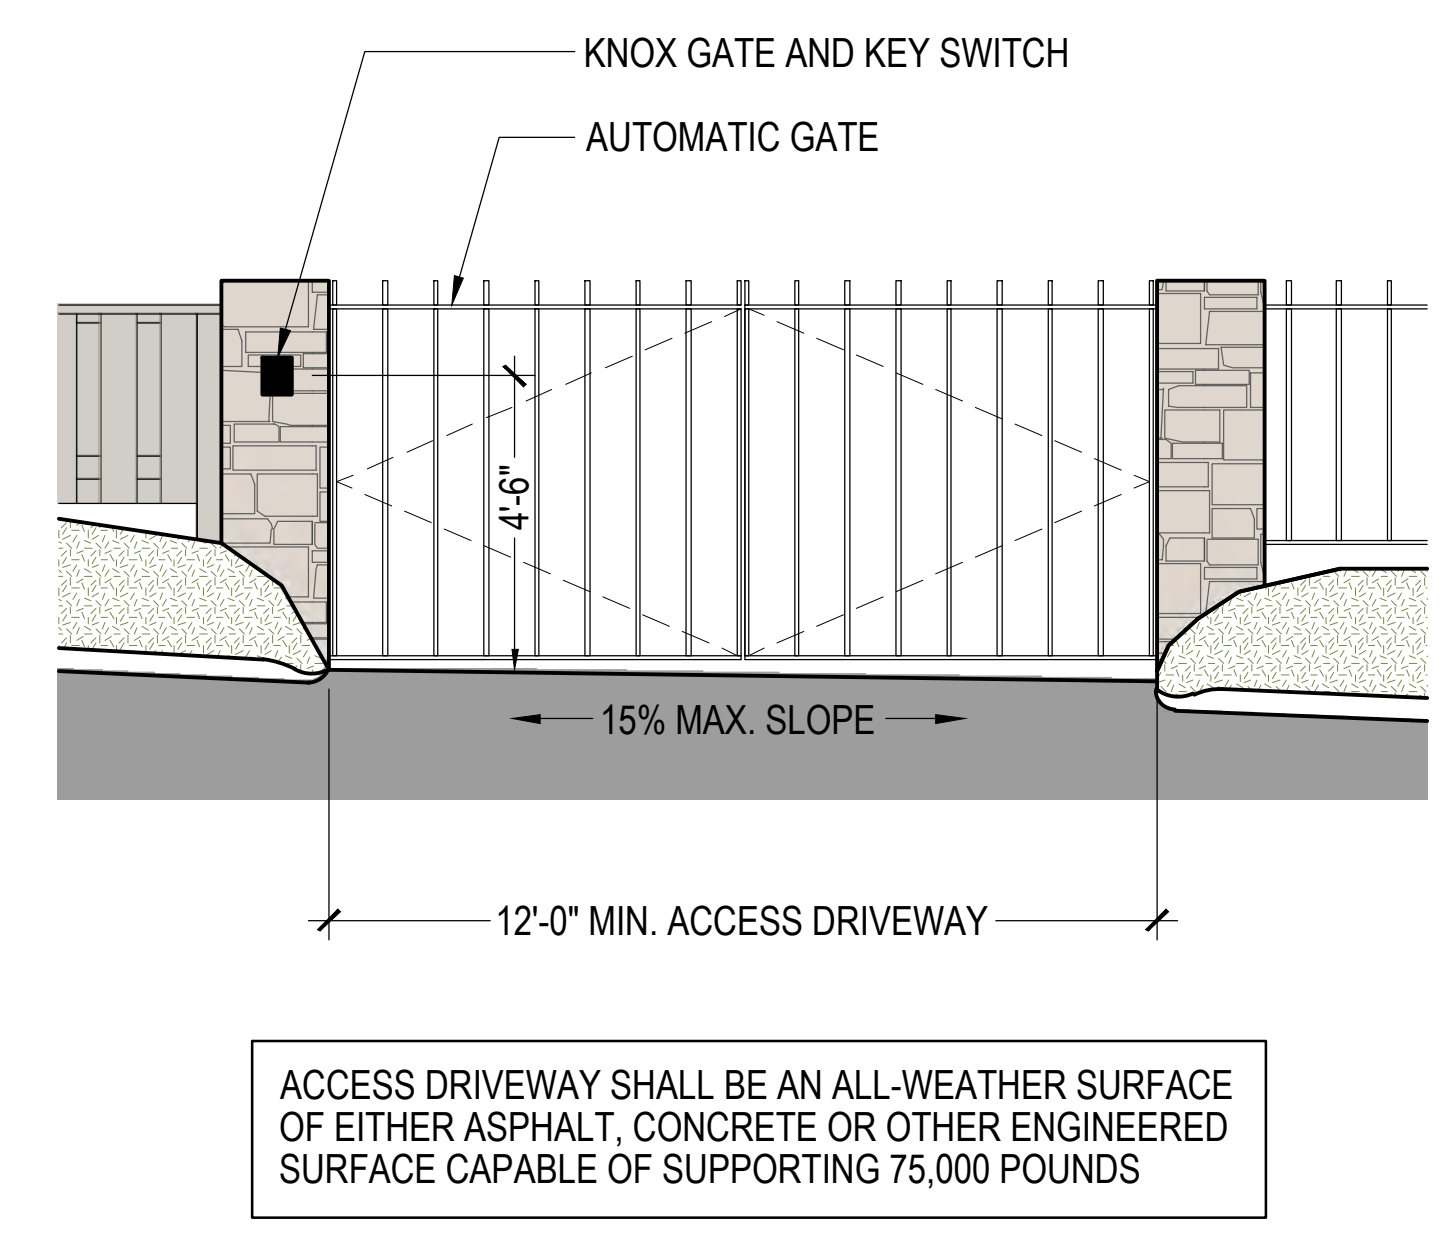 KNOX GATE AND KEY SWITCH
AUTOMATIC GATE
4'-6"
15% MAX. SLOPE
12'-0" MIN. ACCESS DRIVEWAY
ACCESS DRIVEWAY SHALL BE AN ALL-WEATHER SURFACE
OF EITHER ASPHALT, CONCRETE OR OTHER ENGINEERED
SURFACE CAPABLE OF SUPPORTING 75,000 POUNDS